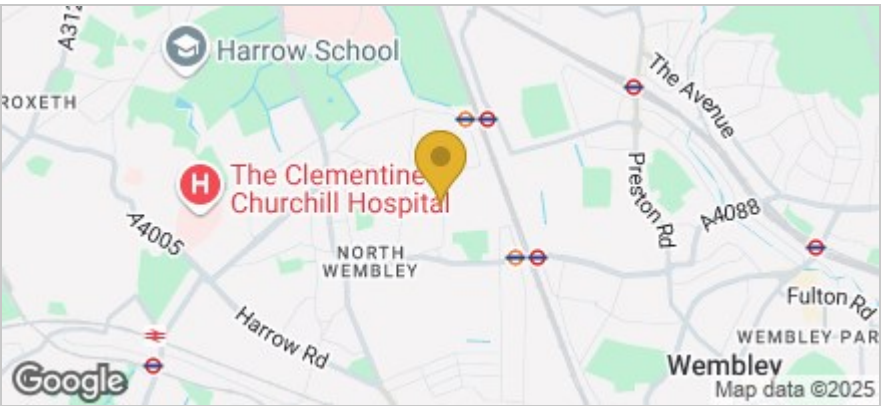 A312
Harrow School
ROXETH
The Avenue
The Clementine
Churchill Hospital
H
Preston Rd
A4088
A4005
NORTH
WEMBLEY
Fulton Rd
Harrow Rd
WEMBLEY PAR
Wembley
Google
Map data ©2025